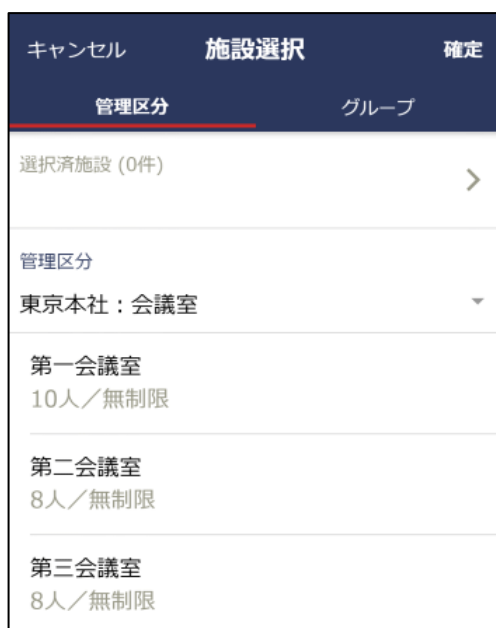 キャンセル 施設選択 確定
管理区分 グループ
選択済施設 (0件)
管理区分
東京本社：会議室
第一会議室
10人／無制限
第二会議室
8人／無制限
第三会議室
8人／無制限